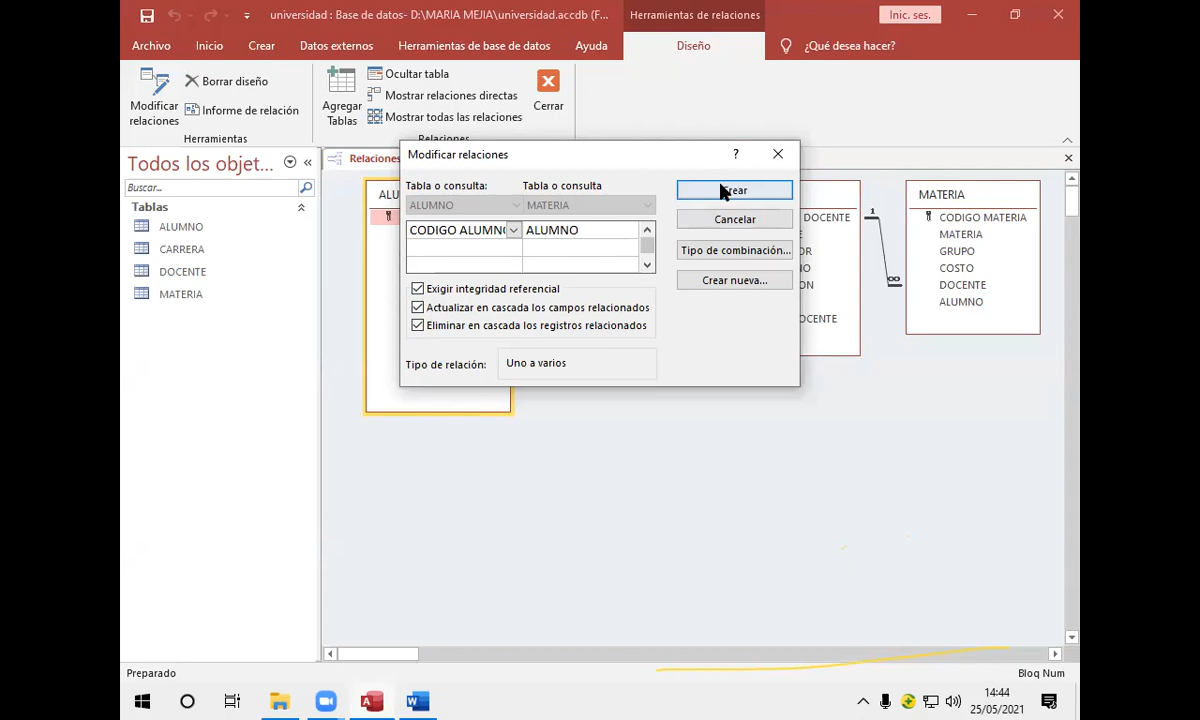 universidad : Base de datos- D:\MARIA MEJIA\universidad.accdb (F...
Herramientas de relaciones
Inic. ses.
Archivo
Inicio
Crear
Datos externos
Herramientas de base de datos
Ayuda
Diseño
¿Qué desea hacer?
Modificar relaciones
Borrar diseño
Informe de relación
Herramientas
Agregar Tablas
Ocultar tabla
Mostrar relaciones directas
Mostrar todas las relaciones
Relaciones
Cerrar
Todos los objet...
Buscar...
Tablas
ALUMNO
CARRERA
DOCENTE
MATERIA
Relaciones
Modificar relaciones
?
Tabla o consulta:
Tabla o consulta
ALUMNO
MATERIA
CODIGO ALUMNO
ALUMNO
Exigir integridad referencial
Actualizar en cascada los campos relacionados
Eliminar en cascada los registros relacionados
Tipo de relación:
Uno a varios
Crear
Cancelar
Tipo de combinación...
Crear nueva...
DOCENTE
1
MATERIA
CODIGO MATERIA
MATERIA
GRUPO
COSTO
DOCENTE
ALUMNO
Preparado
Bloq Num
14:44
25/05/2021